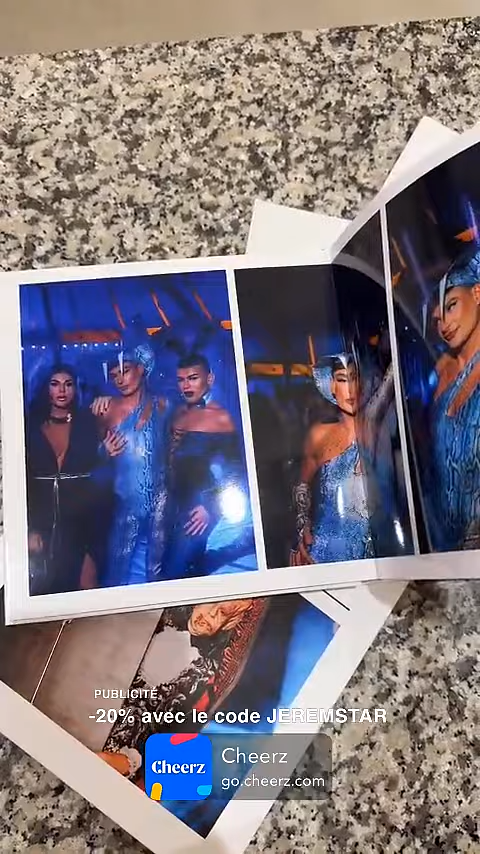 PUBLICITÉ
-20% avec le code JEREMSTAR
Cheerz
Cheerz
go.cheerz.com